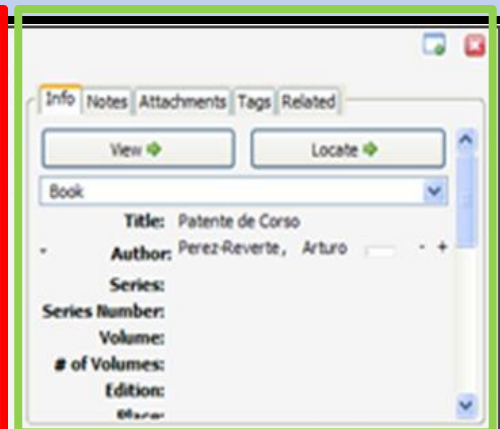 Info Notes Attachments Tags Related
View Locate
Book
Title: Patente de Corso
Author: Perez-Reverte, Arturo - +
Series:
Series Number:
Volume:
# of Volumes:
Edition:
Place: